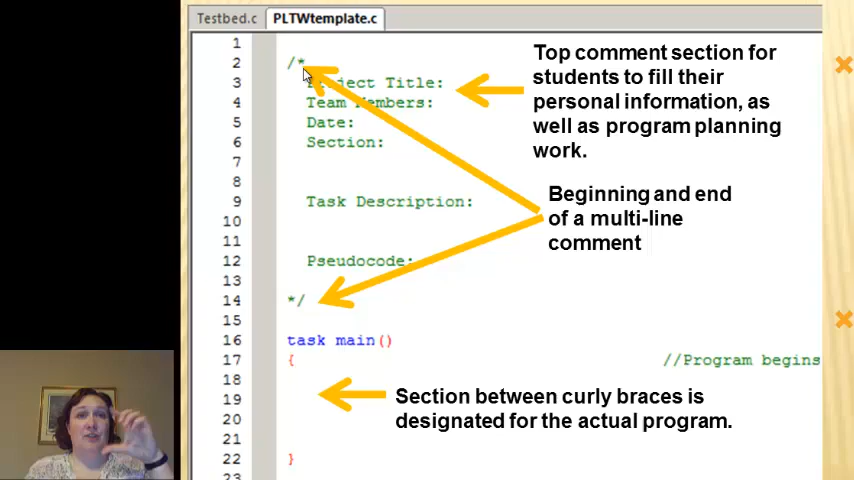 Testbed.c PLTWtemplate.c
1
2 /*
3 Project Title:
4 Team Members:
5 Date:
6 Section:
7
8
9 Task Description:
10
11
12 Pseudocode:
13
14 */
15
16 task main()
17 { //Program begins
18
19
20
21
22 }
23
Top comment section for
students to fill their
personal information, as
well as program planning
work.
Beginning and end
of a multi-line
comment
Section between curly braces is
designated for the actual program.